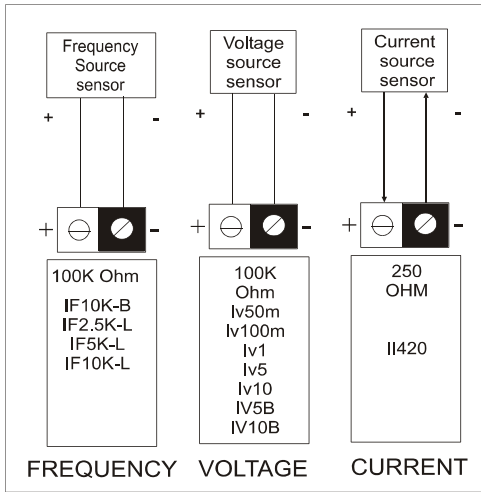 Frequency
Source
sensor
+ -
+ -
100K Ohm
IF10K-B
IF2.5K-L
IF5K-L
IF10K-L
FREQUENCY
Voltage
source
sensor
+ -
+ -
100K
Ohm
Iv50m
Iv100m
Iv1
Iv5
Iv10
IV5B
IV10B
VOLTAGE
Current
source
sensor
+ -
+ -
250
OHM
II420
CURRENT